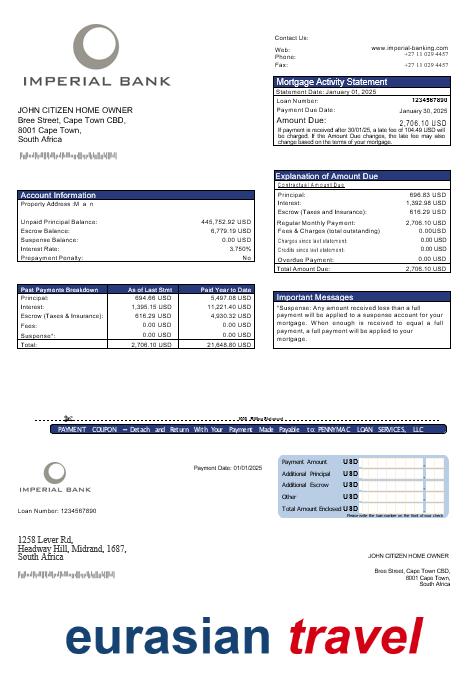 IMPERIAL BANK
Contact Us:
Web: www.imperial-banking.com
Phone: +27 11 029 4457
Fax: +27 11 029 4457
Mortgage Activity Statement
Statement Date: January 01, 2025
Loan Number: 1234567890
Payment Due Date: January 30, 2025
Amount Due: 2,706.10 USD
If payment is received after 30/01/25, a late fee of 104.49 USD will
be charged. If the Amount Due changes, the late fee may also
change based on the terms of your mortgage.
JOHN CITIZEN HOME OWNER
Bree Street, Cape Town CBD,
8001 Cape Town,
South Africa
Explanation of Amount Due
Contractual Amount Due
Principal: 696.83 USD
Interest: 1,392.98 USD
Escrow (Taxes and Insurance): 616.29 USD
Regular Monthly Payment: 2,706.10 USD
Fees & Charges (total outstanding) 0.00USD
Charges since last statement: 0.00 USD
Credits since last statement: 0.00 USD
Overdue Payment: 0.00 USD
Total Amount Due: 2,706.10 USD
Account Information
Property Address M a n
Unpaid Principal Balance: 445,752.92 USD
Escrow Balance: 6,779.19 USD
Suspense Balance: 0.00 USD
Interest Rate: 3.750%
Prepayment Penalty: No
Past Payments Breakdown As of Last Stmt Paid Year to Date
Principal: 694.66 USD 5,497.08 USD
Interest: 1,395.15 USD 11,221.40 USD
Escrow (Taxes & Insurance): 616.29 USD 4,930.32 USD
Fees: 0.00 USD 0.00 USD
Suspense*: 0.00 USD 0.00 USD
Total: 2,706.10 USD 21,648.80 USD
Important Messages
*Suspense: Any amount received less than a full
payment will be applied to a suspense account for your
mortgage. When enough is received to equal a full
payment, a full payment will be applied to your
mortgage.
PAYMENT COUPON – Detach and Return With Your Payment Made Payable to: PENNYMAC LOAN SERVICES, LLC
IMPERIAL BANK
Payment Date: 01/01/2025
Loan Number: 1234567890
Payment Amount USD
Additional Principal USD
Additional Escrow USD
Other USD
Total Amount Enclosed USD
Please write the loan number on the front of your check
1258 Lever Rd,
Headway Hill, Midrand, 1687,
South Africa
JOHN CITIZEN HOME OWNER
Bree Street, Cape Town CBD,
8001 Cape Town,
South Africa
eurasian travel